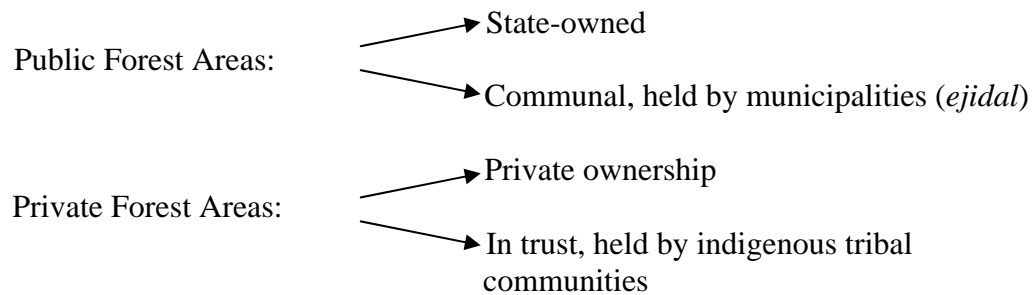 State-owned
Public Forest Areas:
Communal, held by municipalities (ejidal)
Private ownership
Private Forest Areas:
In trust, held by indigenous tribal
communities